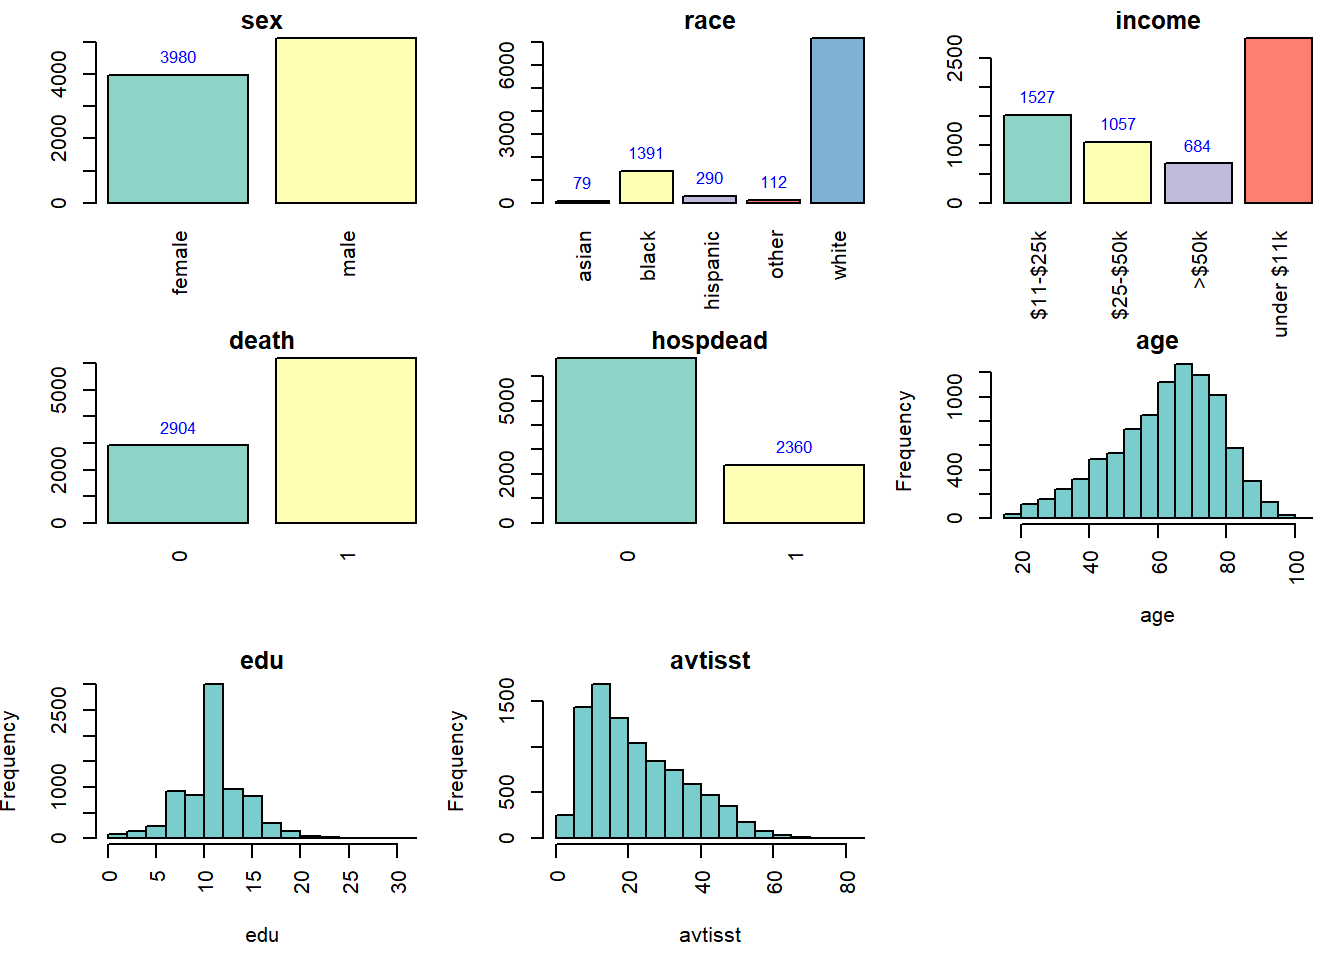 sex
0
2000
4000
3980
female
male
race
0
3000
6000
79
1391
290
112
asian
black
hispanic
other
white
income
0
1000
2500
1527
1057
684
$11-$25k
$25-$50k
>$50k
under $11k
death
0
2000
5000
2904
0
1
hospdead
0
2000
5000
2360
0
1
age
Frequency
0
400
1000
20
40
60
80
100
age
edu
Frequency
0
1000
2500
0
5
10
15
20
25
30
edu
avtisst
Frequency
0
500
1500
0
20
40
60
80
avtisst